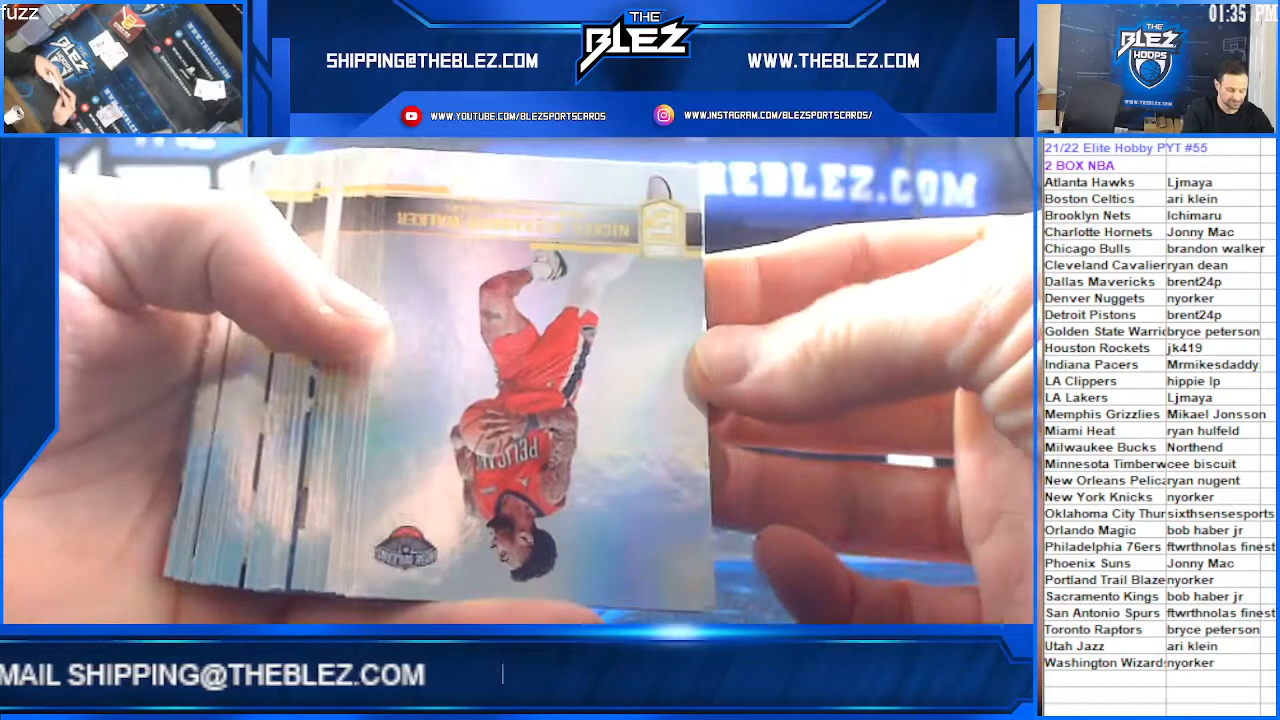 fuzz
SHIPPING@THEBLEZ.COM
THE
BLEZ
WWW.THEBLEZ.COM
WWW.YOUTUBE.COM/BLEZSPORTSCARDS
WWW.INSTAGRAM.COM/BLEZSPORTSCARDS/
01:35 PM
THE
BLEZ
HOOPS
21/22 Elite Hobby PYT #55
2 BOX NBA
Atlanta Hawks Ljmaya
Boston Celtics ari klein
Brooklyn Nets Ichimaru
Charlotte Hornets Jonny Mac
Chicago Bulls brandon walker
Cleveland Cavalier ryan dean
Dallas Mavericks brent24p
Denver Nuggets nyorker
Detroit Pistons brent24p
Golden State Warri bryce peterson
Houston Rockets jk419
Indiana Pacers Mrmikesdaddy
LA Clippers hippie lp
LA Lakers Ljmaya
Memphis Grizzlies Mikael Jonsson
Miami Heat ryan hulfeld
Milwaukee Bucks Northend
Minnesota Timberw cee biscuit
New Orleans Pelica ryan nugent
New York Knicks nyorker
Oklahoma City Thur sixthsensesports
Orlando Magic bob haber jr
Philadelphia 76ers ftwrthnolas finest
Phoenix Suns Jonny Mac
Portland Trail Blaze nyorker
Sacramento Kings bob haber jr
San Antonio Spurs ftwrthnolas finest
Toronto Raptors bryce peterson
Utah Jazz ari klein
Washington Wizards nyorker
HEBLEZ.COM
WALKER
PELICAN
MAIL SHIPPING@THEBLEZ.COM